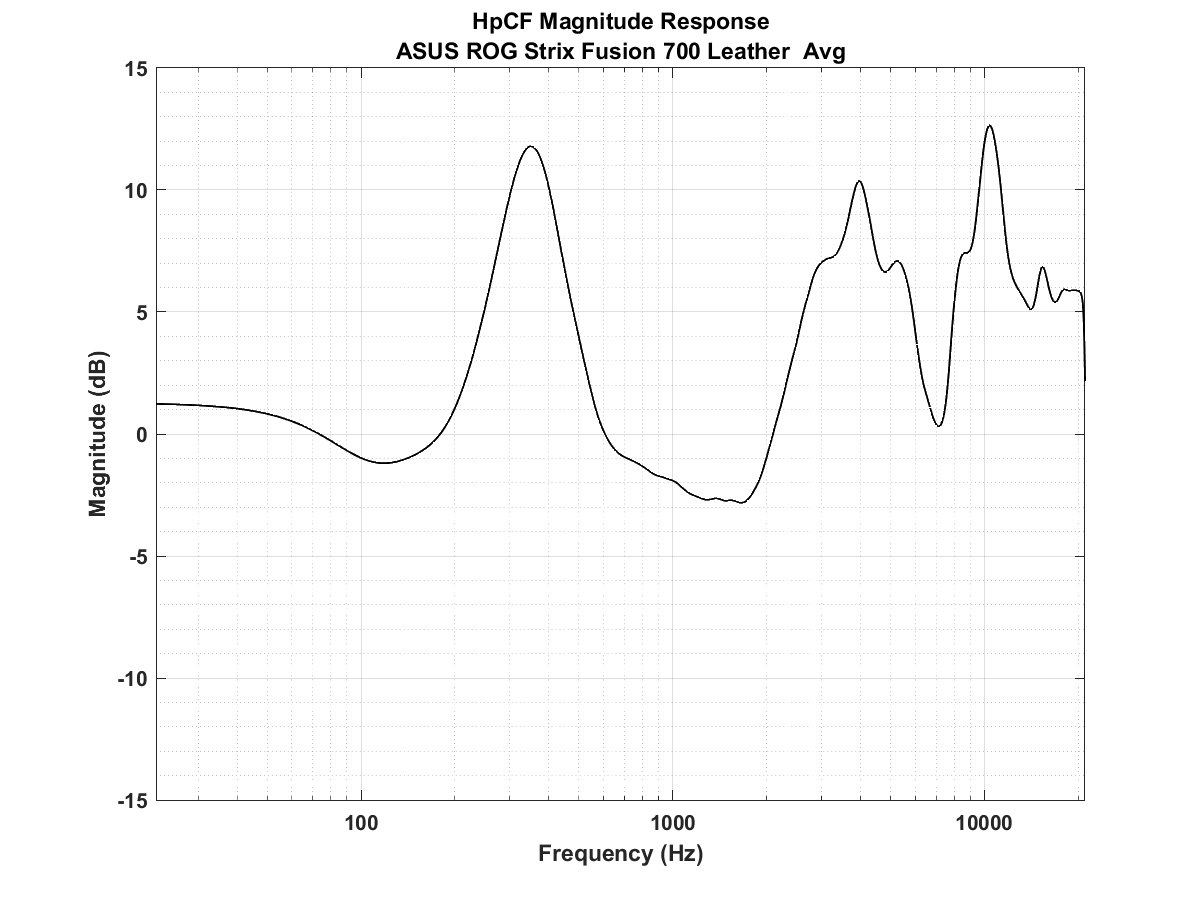 HpCF Magnitude Response
ASUS ROG Strix Fusion 700 Leather  Avg
15
10
5
0
-5
-10
-15
Magnitude (dB)
100
1000
10000
Frequency (Hz)